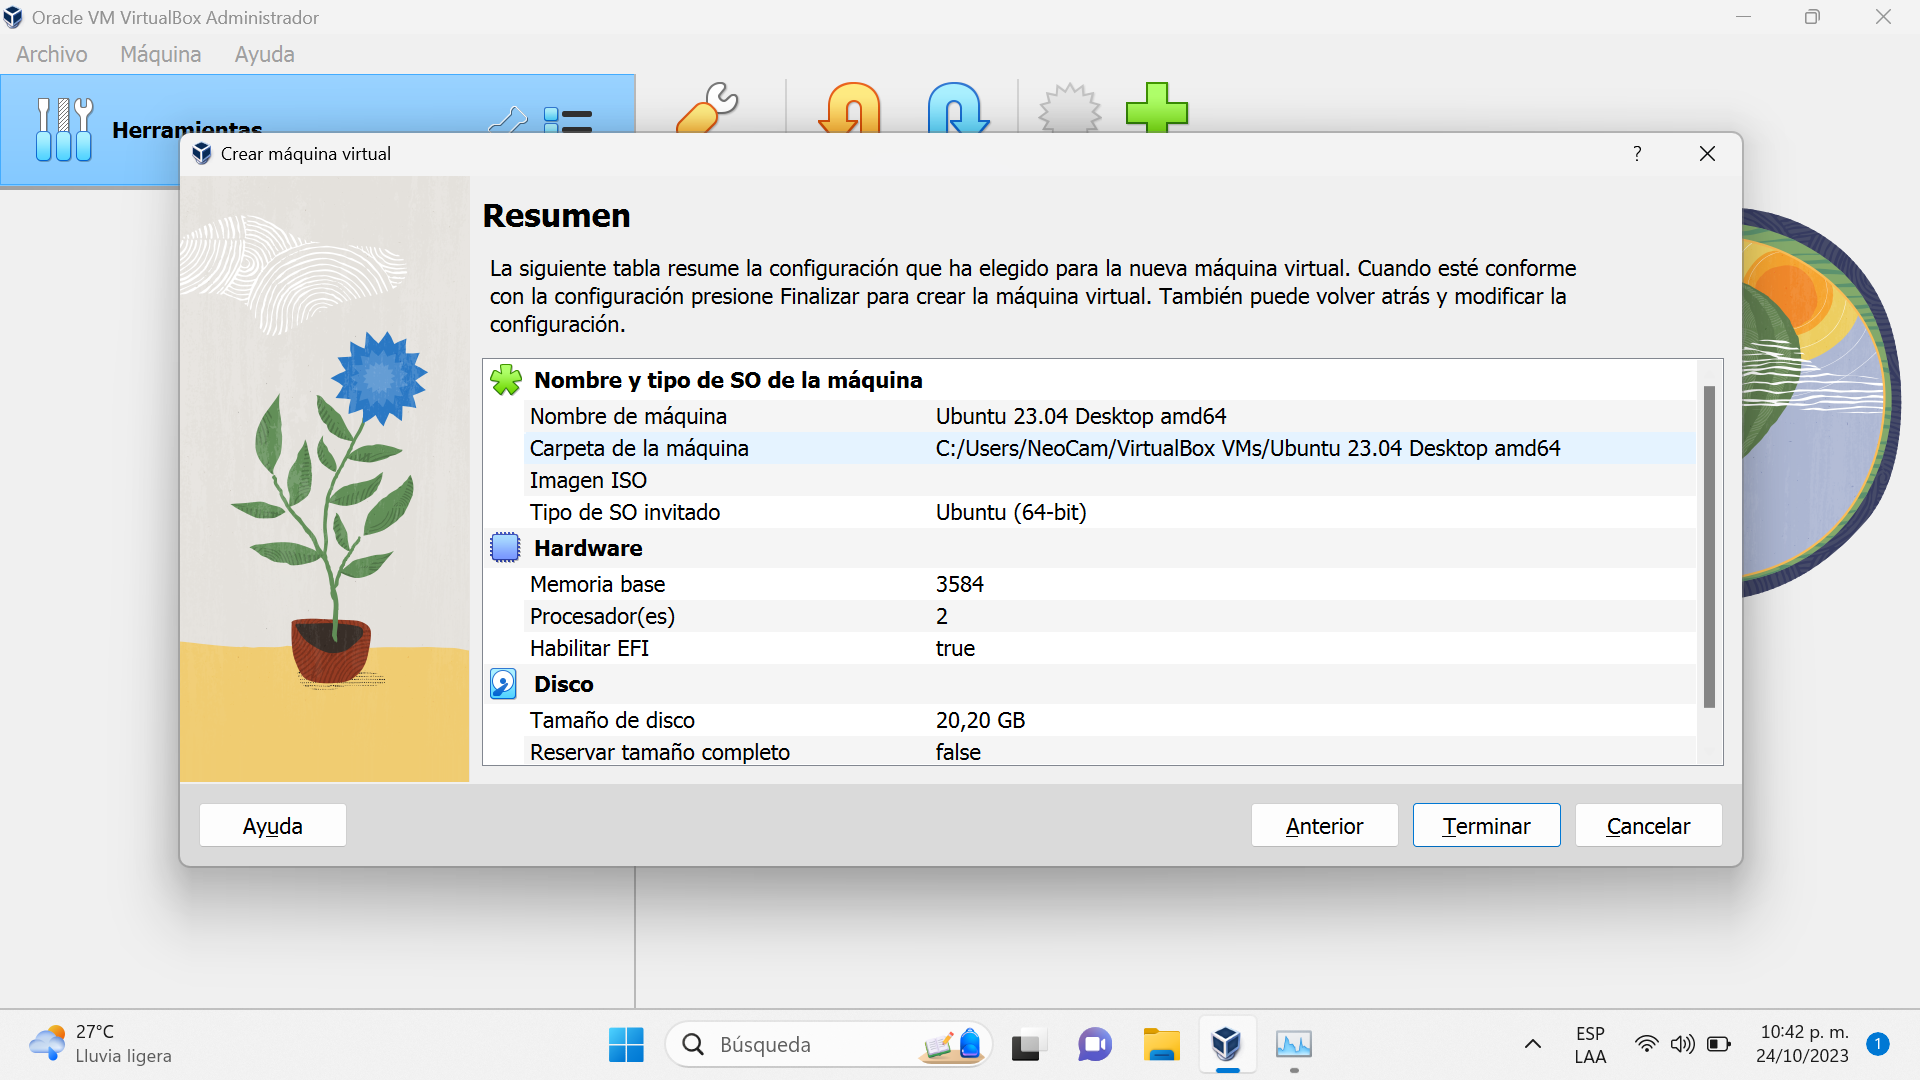 Oracle VM VirtualBox Administrador
Archivo Máquina Ayuda
Herramientas
Crear máquina virtual
?
Resumen
La siguiente tabla resume la configuración que ha elegido para la nueva máquina virtual. Cuando esté conforme
con la configuración presione Finalizar para crear la máquina virtual. También puede volver atrás y modificar la
configuración.
Nombre y tipo de SO de la máquina
Nombre de máquina Ubuntu 23.04 Desktop amd64
Carpeta de la máquina C:/Users/NeoCam/VirtualBox VMs/Ubuntu 23.04 Desktop amd64
Imagen ISO
Tipo de SO invitado Ubuntu (64-bit)
Hardware
Memoria base 3584
Procesador(es) 2
Habilitar EFI true
Disco
Tamaño de disco 20,20 GB
Reservar tamaño completo false
Ayuda Anterior Terminar Cancelar
27°C
Lluvia ligera
Búsqueda
ESP
LAA
10:42 p. m.
24/10/2023
1